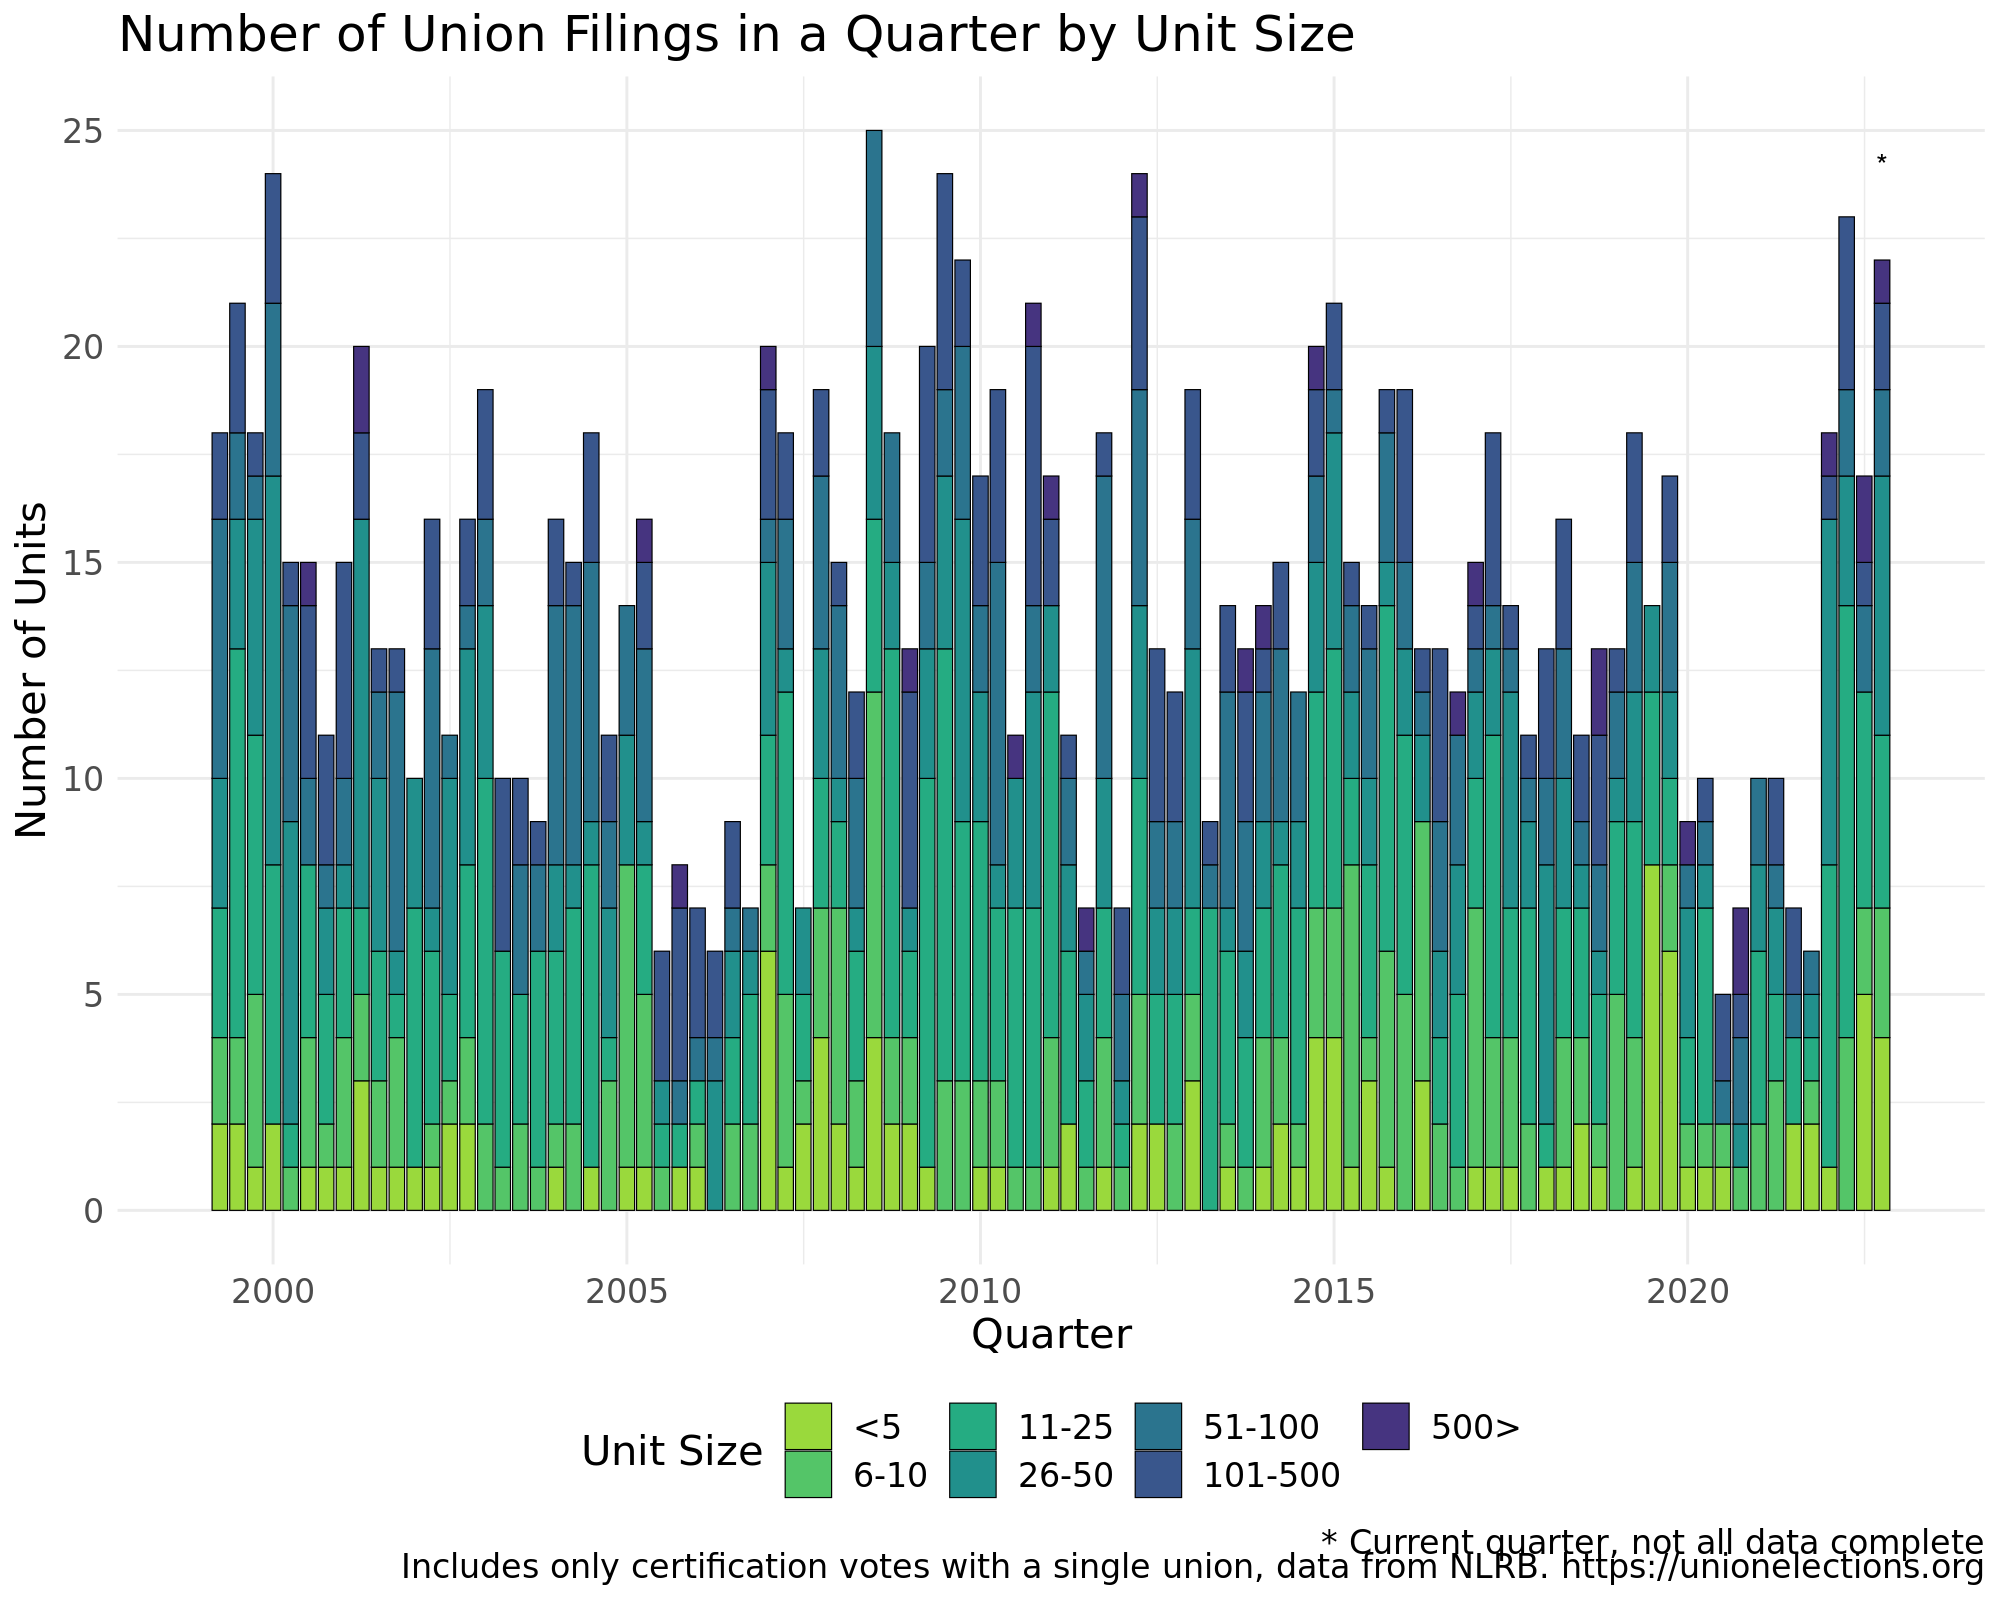 Number of Union Filings in a Quarter by Unit Size
25
*
20
15
10
5
0
Number of Units
2000 2005 2010 2015 2020
Quarter
Unit Size
<5 11-25 51-100 500>
6-10 26-50 101-500
* Current quarter, not all data complete
Includes only certification votes with a single union, data from NLRB. https://unionelections.org